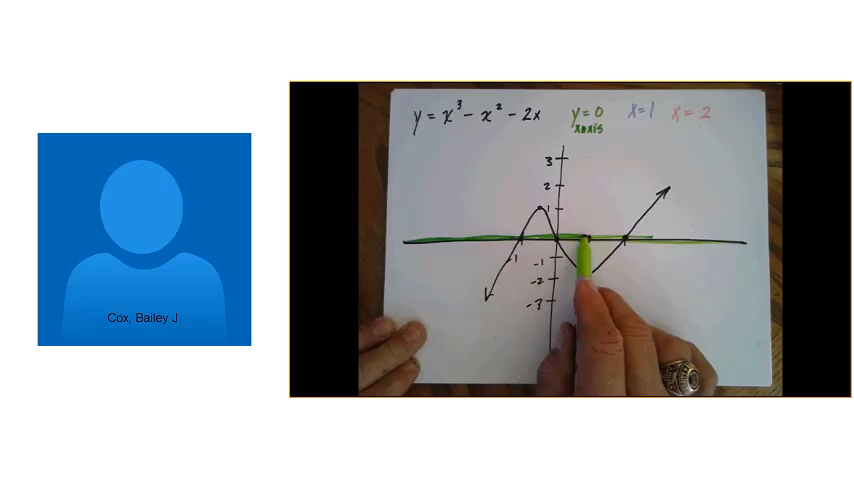 Cox, Bailey J.
y = x³ - x² - 2x y=0 x=1 x=2
x axis
3
2
1
-1
-1
-2
-3